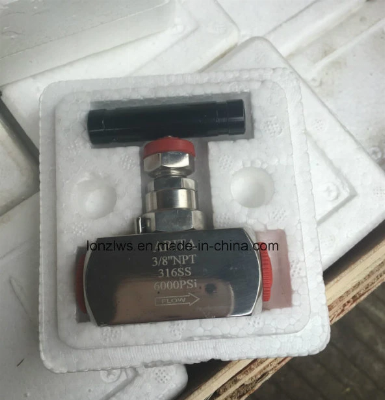 lonzlws.en.made-in-china.com
3/8"NPT
316SS
6000PSI
FLOW